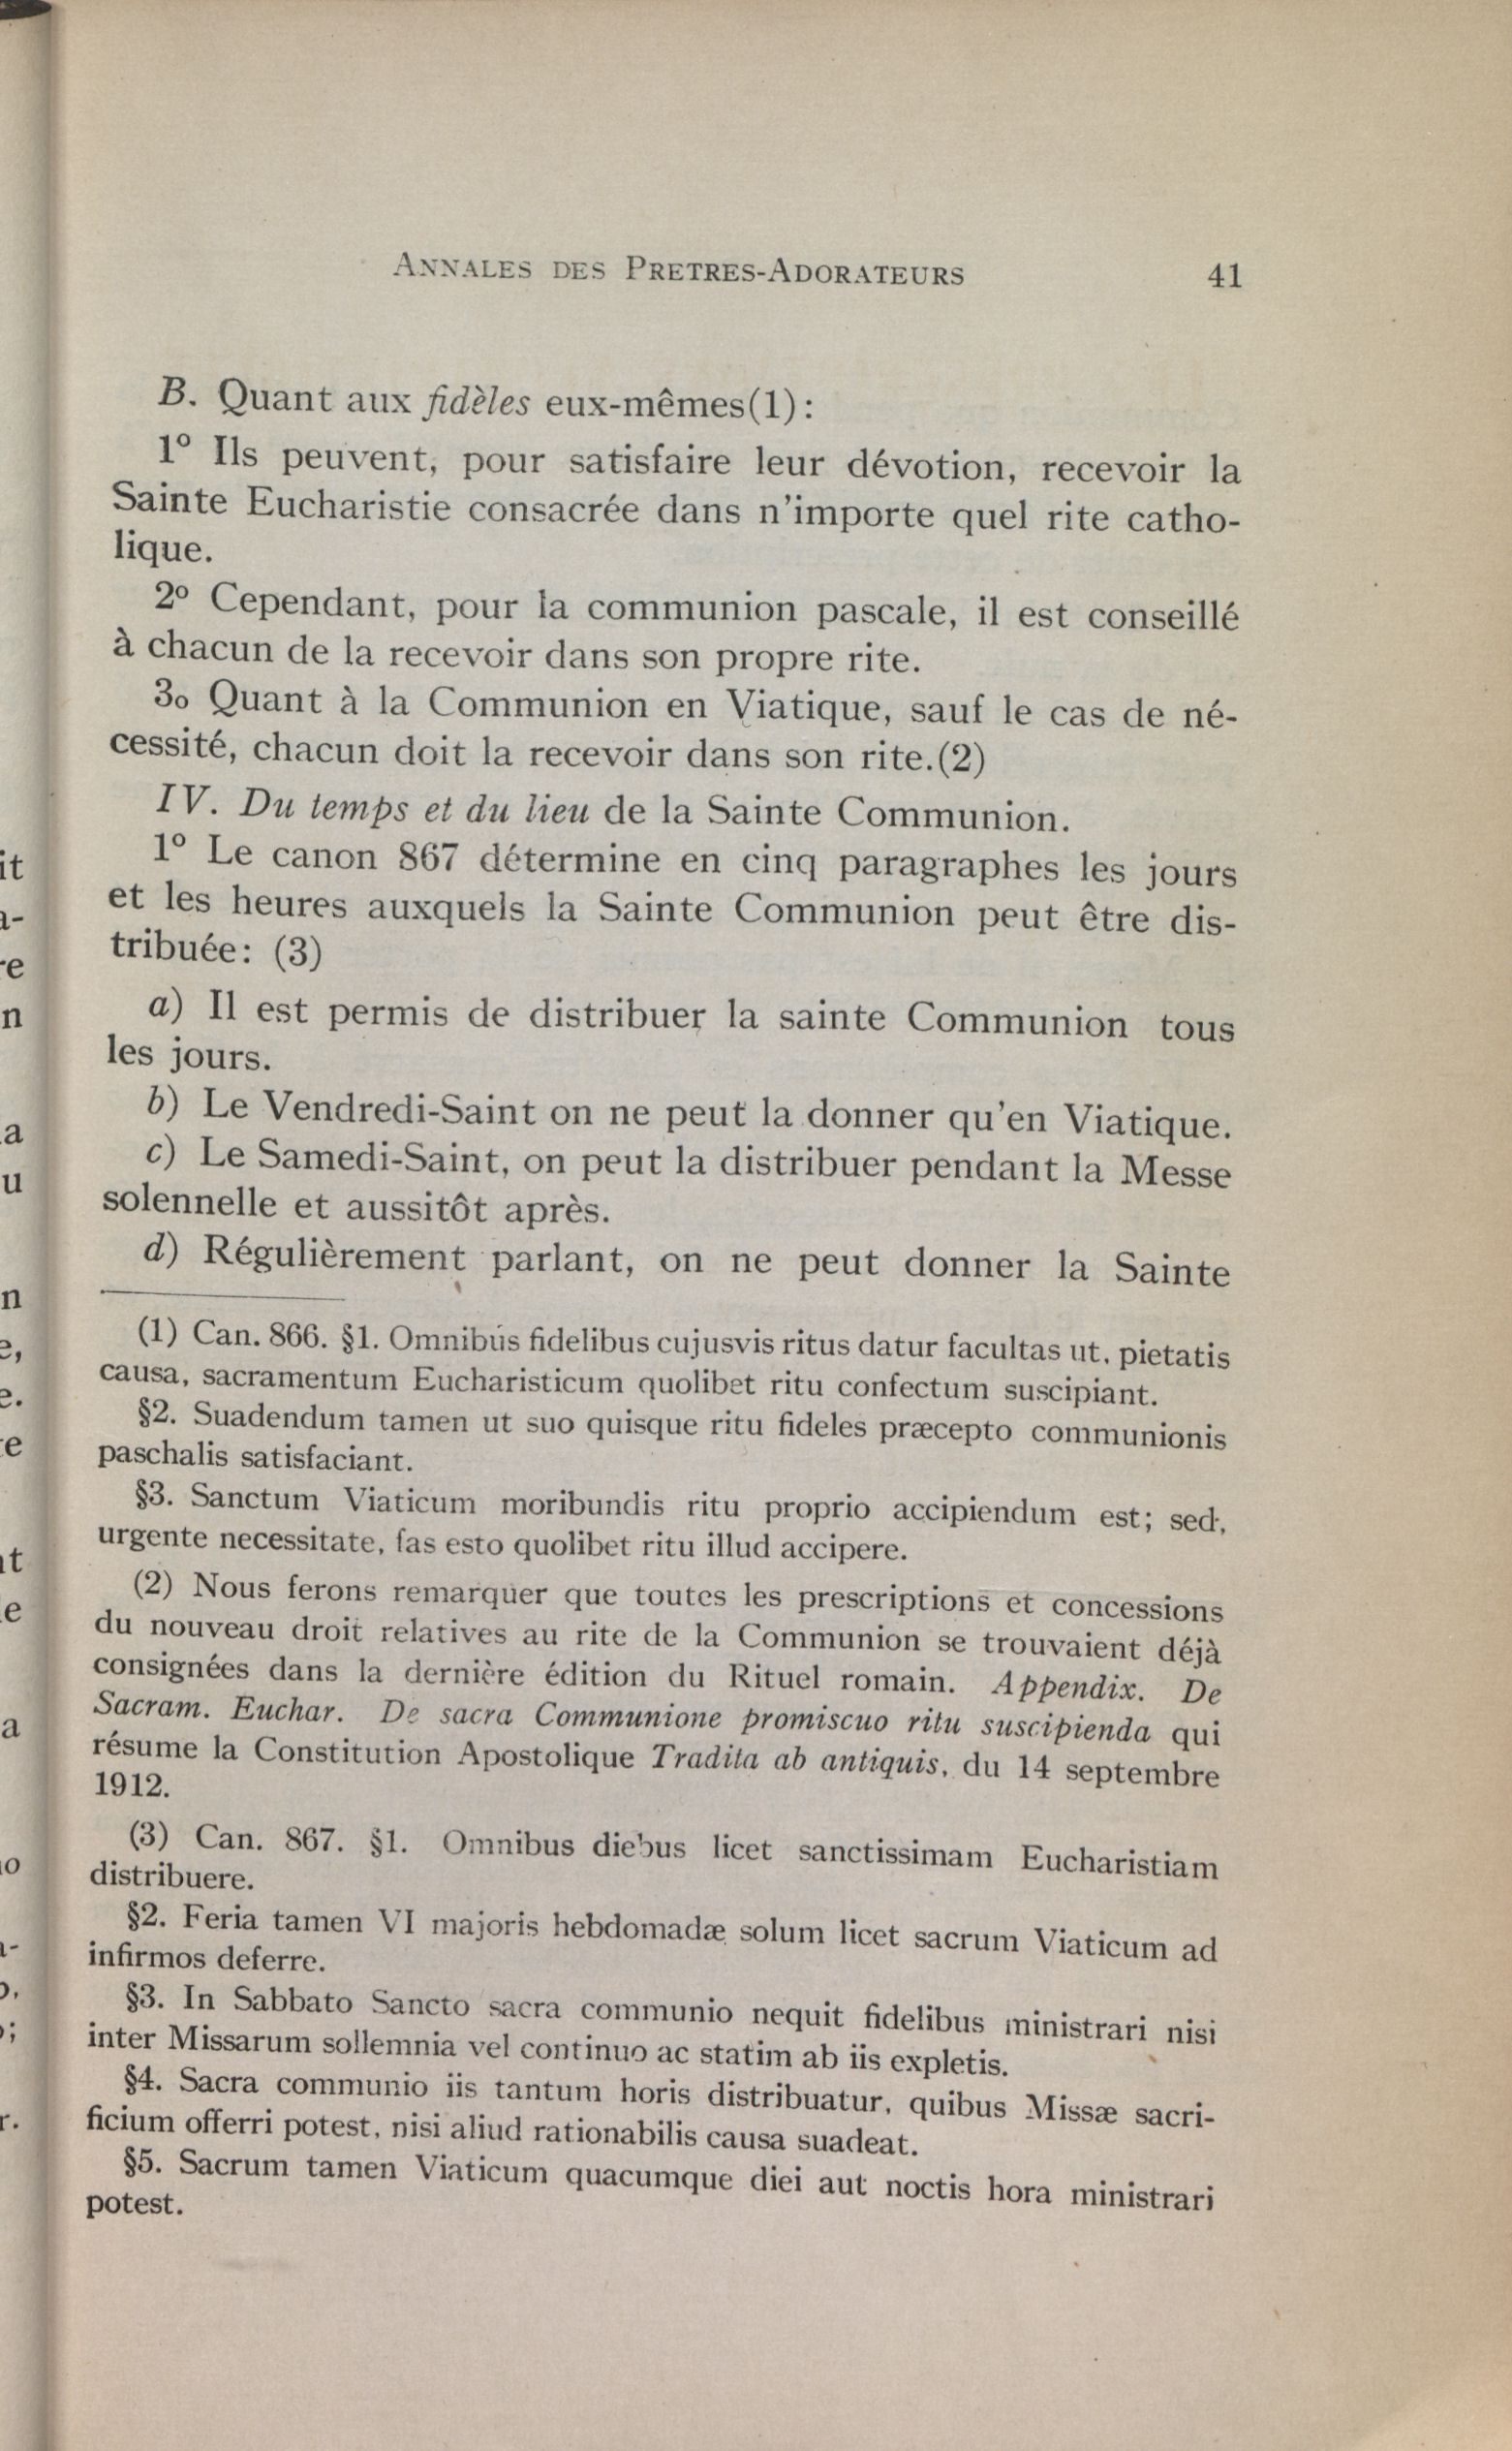 ANNALES DES PRETRES-ADORATEURS 41
B. Quant aux fidèles eux-mêmes(1):
1º Ils peuvent, pour satisfaire leur dévotion, recevoir la
Sainte Eucharistie consacrée dans n'importe quel rite catho-
lique.
2º Cependant, pour la communion pascale, il est conseillé
à chacun de la recevoir dans son propre rite.
3o Quant à la Communion en Viatique, sauf le cas de né-
cessité, chacun doit la recevoir dans son rite.(2)
IV. Du temps et du lieu de la Sainte Communion.
1º Le canon 867 détermine en cinq paragraphes les jours
et les heures auxquels la Sainte Communion peut être dis-
tribuée: (3)
a) Il est permis de distribuer la sainte Communion tous
les jours.
b) Le Vendredi-Saint on ne peut la donner qu'en Viatique.
c) Le Samedi-Saint, on peut la distribuer pendant la Messe
solennelle et aussitôt après.
d) Régulièrement parlant, on ne peut donner la Sainte
(1) Can. 866. §1. Omnibus fidelibus cujusvis ritus datur facultas ut, pietatis
causa, sacramentum Eucharisticum quolibet ritu confectum suscipiant.
§2. Suadendum tamen ut suo quisque ritu fideles præcepto communionis
paschalis satisfaciant.
§3. Sanctum Viaticum moribundis ritu proprio accipiendum est; sed,
urgente necessitate, fas esto quolibet ritu illud accipere.
(2) Nous ferons remarquer que toutes les prescriptions et concessions
du nouveau droit relatives au rite de la Communion se trouvaient déjà
consignées dans la dernière édition du Rituel romain. Appendix. De
Sacram. Euchar. De sacra Communione promiscuo ritu suscipienda qui
résume la Constitution Apostolique Tradita ab antiquis, du 14 septembre
1912.
(3) Can. 867. §1. Omnibus diebus licet sanctissimam Eucharistiam
distribuere.
§2. Feria tamen VI majoris hebdomadæ solum licet sacrum Viaticum ad
infirmos deferre.
§3. In Sabbato Sancto sacra communio nequit fidelibus ministrari nisi
inter Missarum sollemnia vel continuo ac statim ab iis expletis.
§4. Sacra communio iis tantum horis distribuatur, quibus Missæ sacri-
ficium offerri potest, nisi aliud rationabilis causa suadeat.
§5. Sacrum tamen Viaticum quacumque diei aut noctis hora ministrari
potest.